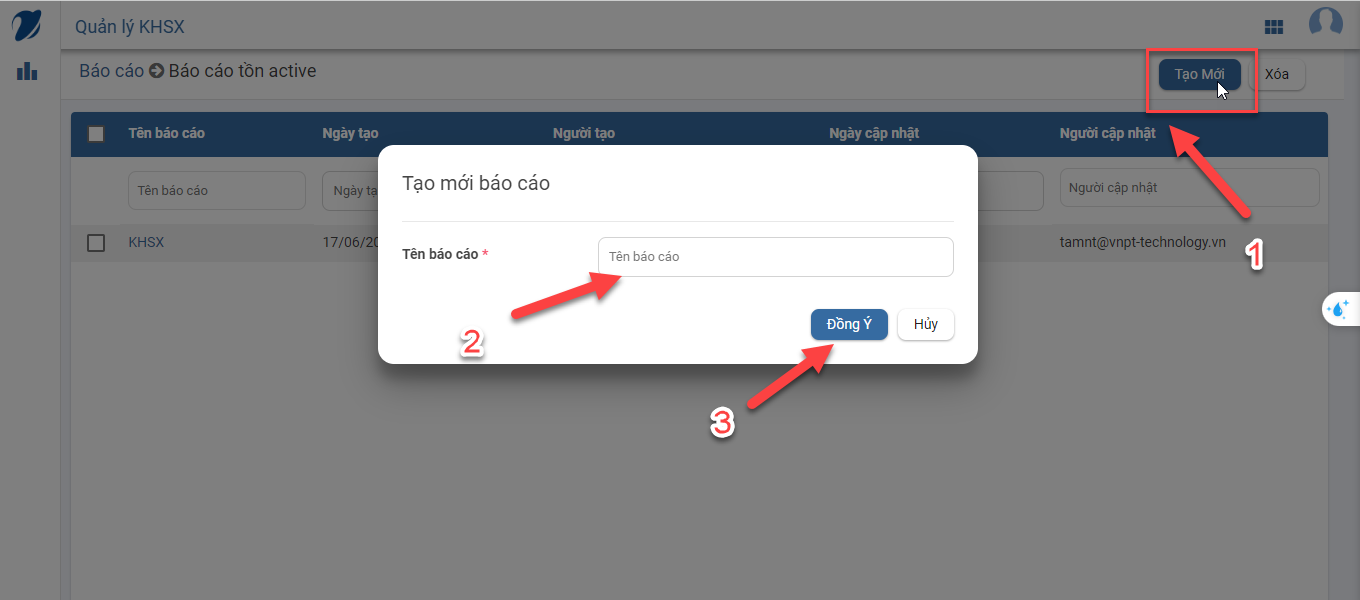 Quản lý KHSX
Báo cáo Báo cáo tồn active
Tạo Mới Xóa
Tên báo cáo Ngày tạo Người tạo Ngày cập nhật Người cập nhật
Tên báo cáo Ngày tạ Người cập nhật
KHSX 17/06/20 tamnt@vnpt-technology.vn
Tạo mới báo cáo
Tên báo cáo * Tên báo cáo
Đồng Ý Hủy
1
2
3